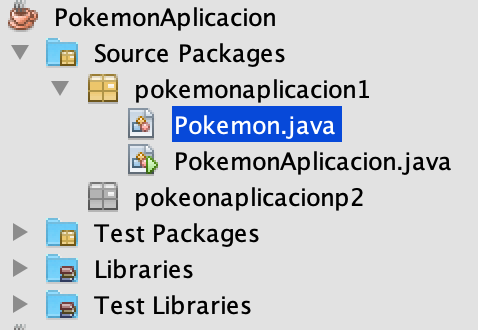 PokemonAplicacion
Source Packages
pokemonaplicacion1
Pokemon.java
PokemonAplicacion.java
pokeonaplicacionp2
Test Packages
Libraries
Test Libraries